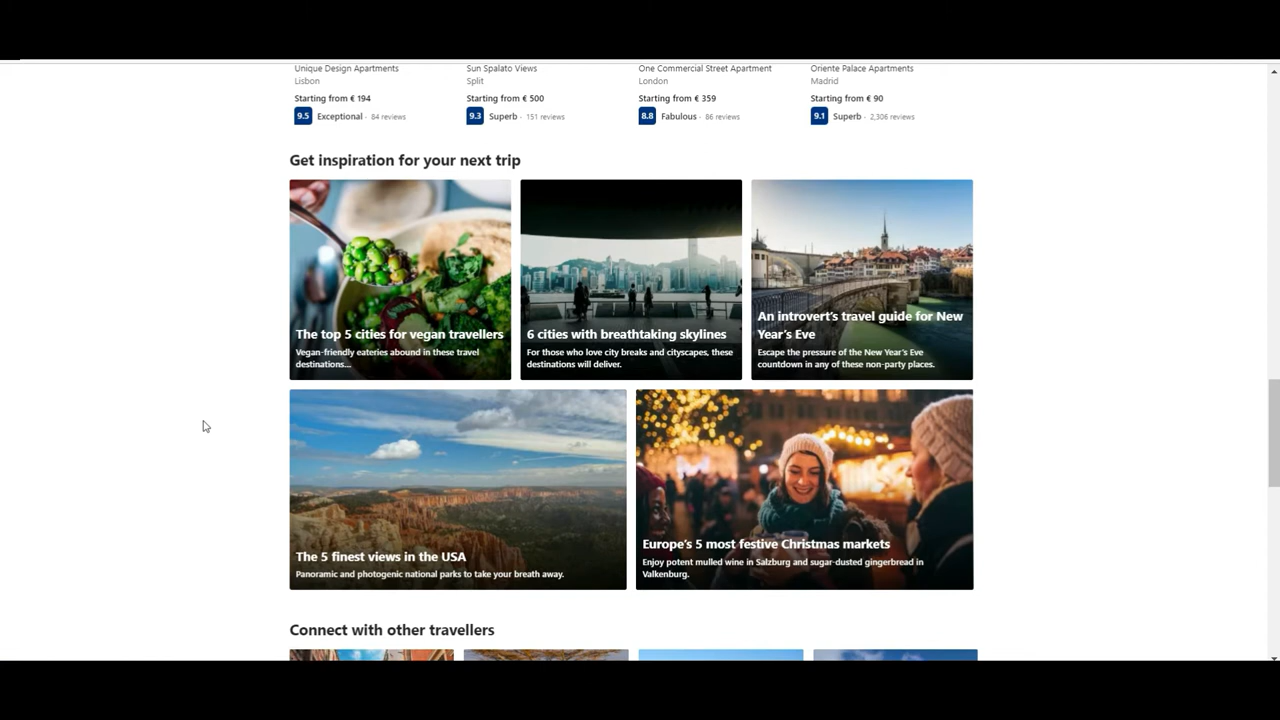 Unique Design Apartments
Lisbon
Starting from € 194
9.5 Exceptional · 84 reviews
Sun Spalato Views
Split
Starting from € 500
9.3 Superb · 151 reviews
One Commercial Street Apartment
London
Starting from € 359
8.8 Fabulous · 86 reviews
Oriente Palace Apartments
Madrid
Starting from € 90
9.1 Superb · 2,306 reviews
Get inspiration for your next trip
The top 5 cities for vegan travellers
Vegan-friendly eateries abound in these travel
destinations...
6 cities with breathtaking skylines
For those who love city breaks and cityscapes, these
destinations will deliver.
An introvert's travel guide for New
Year's Eve
Escape the pressure of the New Year's Eve
countdown in any of these non-party places.
The 5 finest views in the USA
Panoramic and photogenic national parks to take your breath away.
Europe's 5 most festive Christmas markets
Enjoy potent mulled wine in Salzburg and sugar-dusted gingerbread in
Valkenburg.
Connect with other travellers